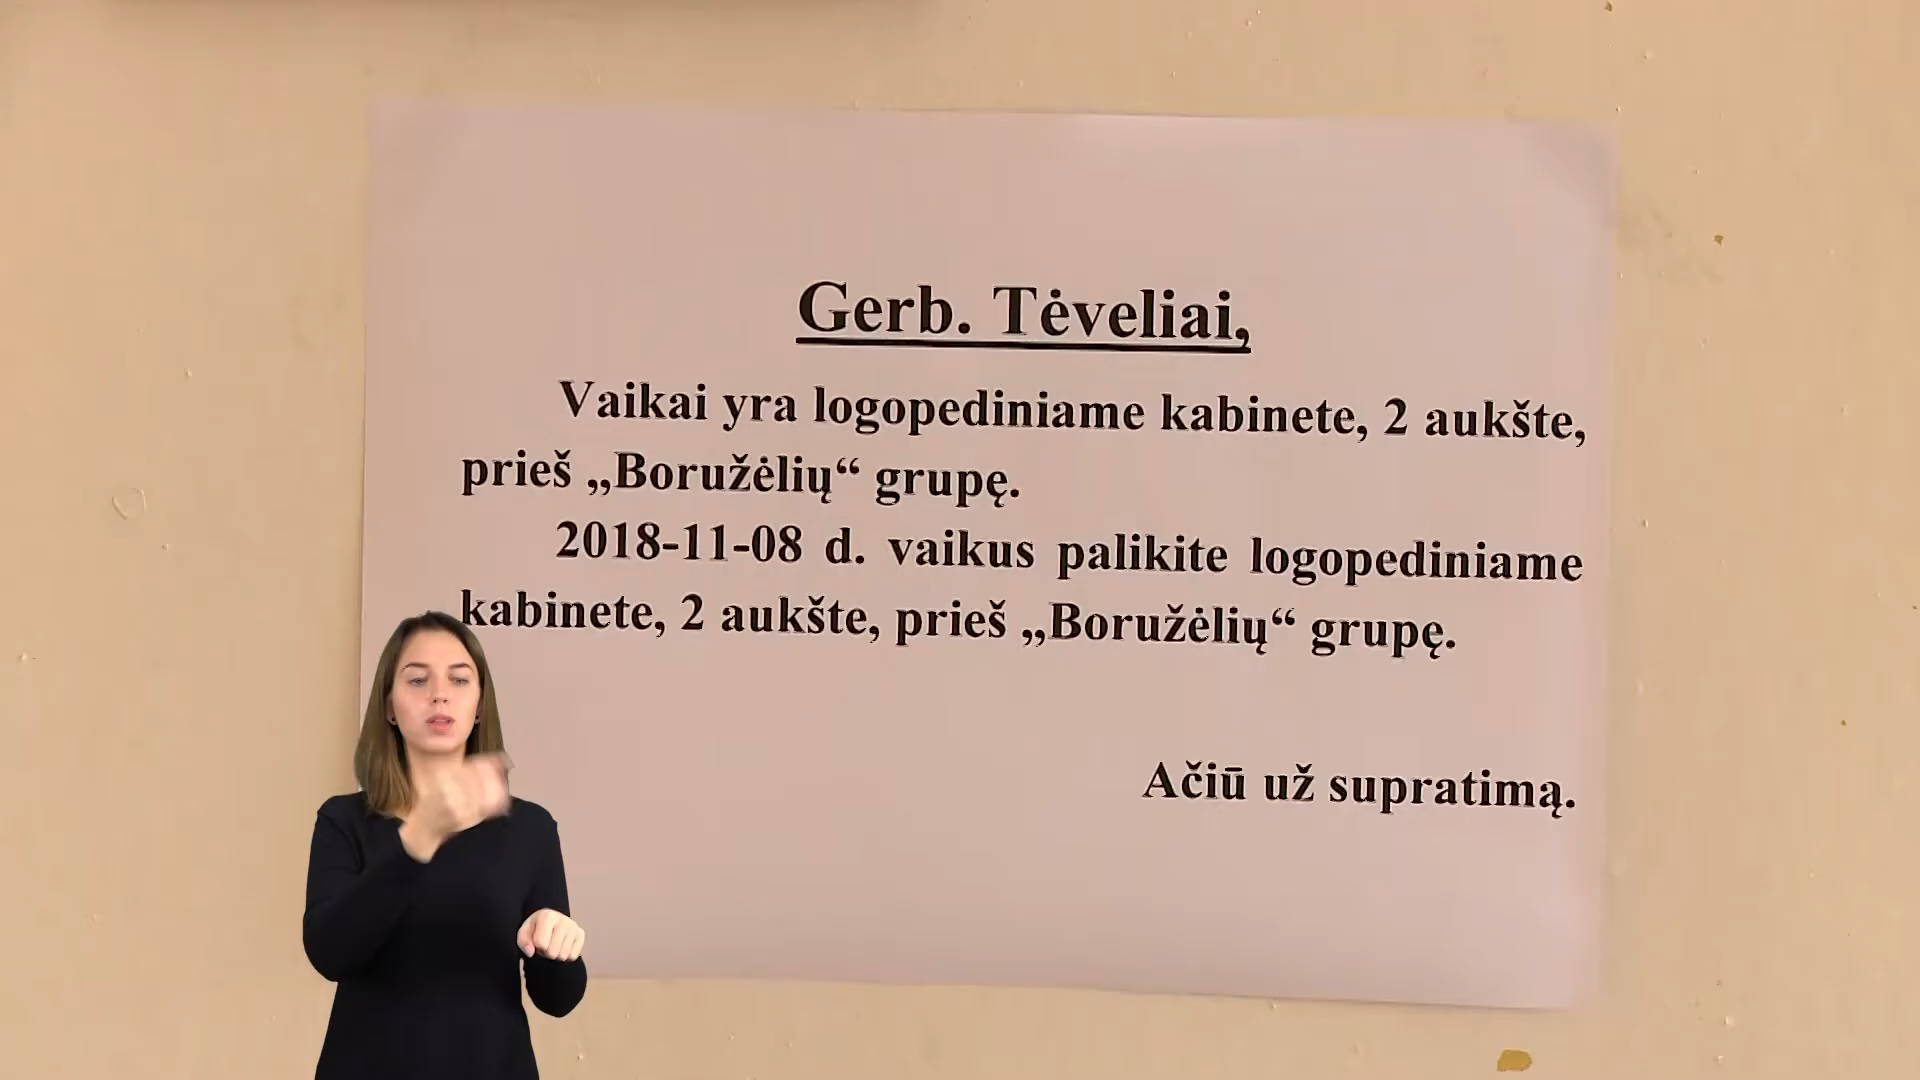 Gerb. Tėveliai,
Vaikai yra logopediniame kabinete, 2 aukšte,
prieš „Boružėlių“ grupę.
2018-11-08 d. vaikus palikite logopediniame
kabinete, 2 aukšte, prieš „Boružėlių“ grupę.
Ačiū už supratimą.